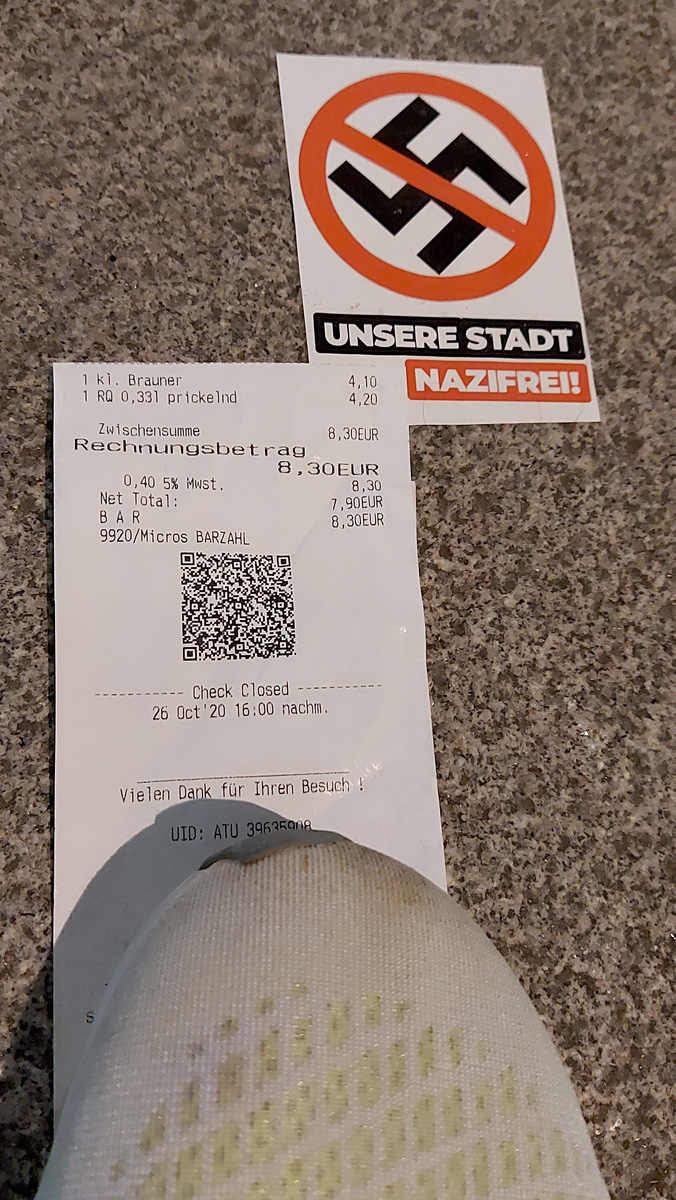 UNSERE STADT
NAZIFREI!
1 kl. Brauner 4,10
1 RQ 0,33l prickelnd 4,20
Zwischensumme 8,30EUR
Rechnungsbetrag
8,30EUR
0,40 5% Mwst. 8,30
Net Total: 7,90EUR
B A R 8,30EUR
9920/Micros BARZAHL
----------- Check Closed -----------
26 Oct'20 16:00 nachm.
Vielen Dank für Ihren Besuch !
UID: ATU 39635908
S